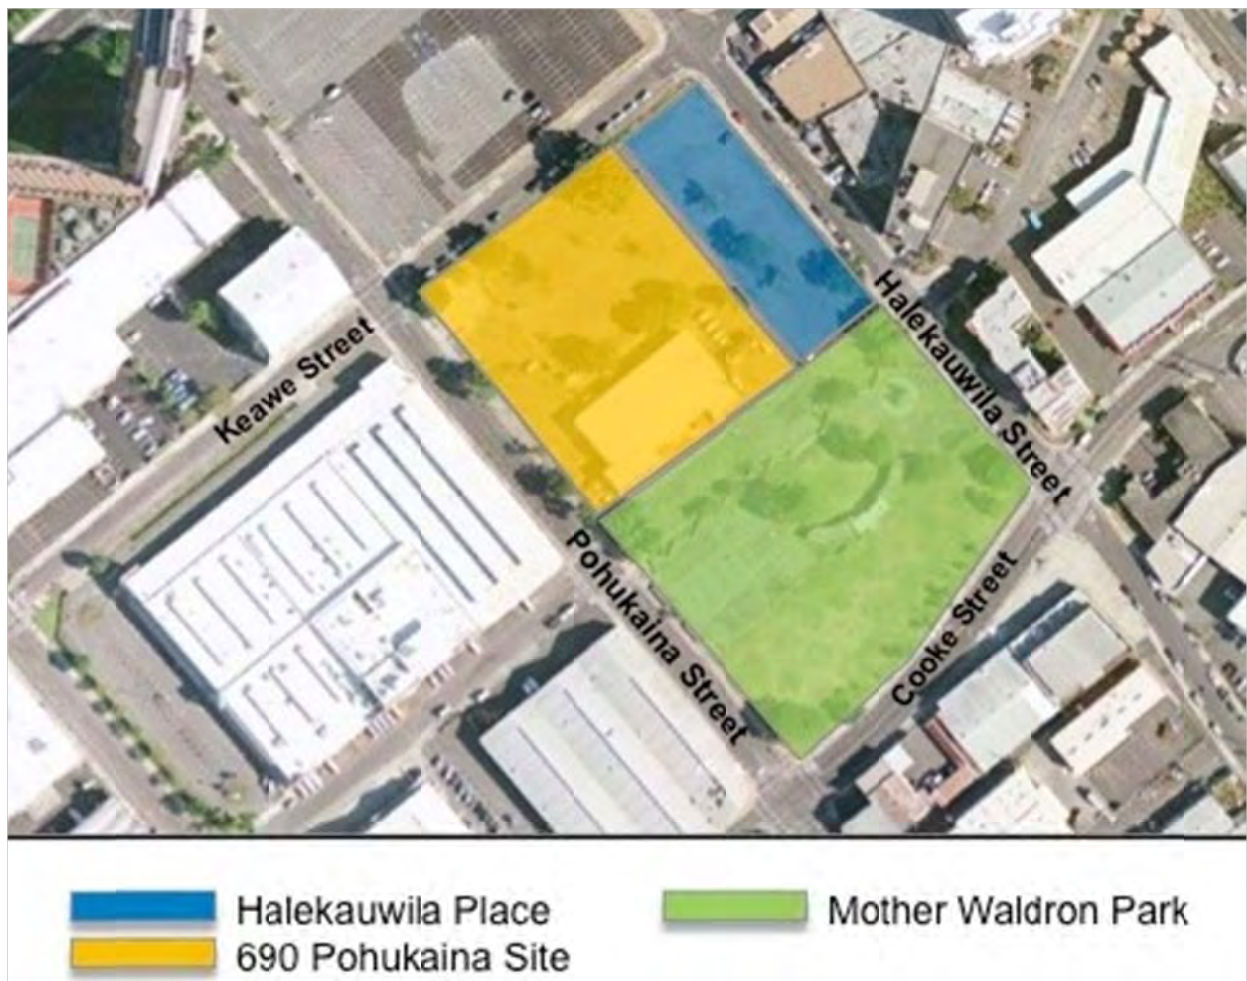 Keawe Street
Halekauwila Street
Pohukaina Street
Cooke Street
Halekauwila Place
690 Pohukaina Site
Mother Waldron Park